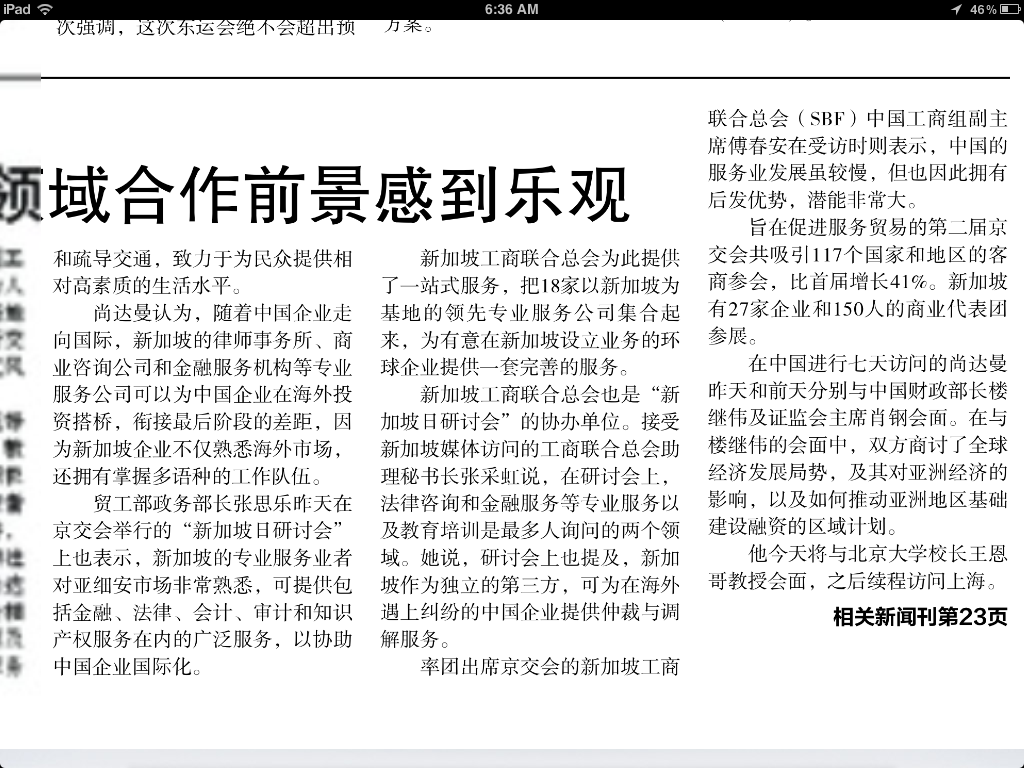 iPad
6:36 AM
46%
次强调，这次东运会绝不会超出预
方案。
领域合作前景感到乐观
和疏导交通，致力于为民众提供相
对高素质的生活水平。
尚达曼认为，随着中国企业走
向国际，新加坡的律师事务所、商
业咨询公司和金融服务机构等专业
服务公司可以为中国企业在海外投
资搭桥，衔接最后阶段的差距，因
为新加坡企业不仅熟悉海外市场，
还拥有掌握多语种的工作队伍。
贸工部政务部长张思乐昨天在
京交会举行的“新加坡日研讨会”
上也表示，新加坡的专业服务业者
对亚细安市场非常熟悉，可提供包
括金融、法律、会计、审计和知识
产权服务在内的广泛服务，以协助
中国企业国际化。
新加坡工商联合总会为此提供
了一站式服务，把18家以新加坡为
基地的领先专业服务公司集合起
来，为有意在新加坡设立业务的环
球企业提供一套完善的服务。
新加坡工商联合总会也是“新
加坡日研讨会”的协办单位。接受
新加坡媒体访问的工商联合总会助
理秘书长张采虹说，在研讨会上，
法律咨询和金融服务等专业服务以
及教育培训是最多人询问的两个领
域。她说，研讨会上也提及，新加
坡作为独立的第三方，可为在海外
遇上纠纷的中国企业提供仲裁与调
解服务。
率团出席京交会的新加坡工商
联合总会（SBF）中国工商组副主
席傅春安在受访时则表示，中国的
服务业发展虽较慢，但也因此拥有
后发优势，潜能非常大。
旨在促进服务贸易的第二届京
交会共吸引117个国家和地区的客
商参会，比首届增长41%。新加坡
有27家企业和150人的商业代表团
参展。
在中国进行七天访问的尚达曼
昨天和前天分别与中国财政部长楼
继伟及证监会主席肖钢会面。在与
楼继伟的会面中，双方商讨了全球
经济发展局势，及其对亚洲经济的
影响，以及如何推动亚洲地区基础
建设融资的区域计划。
他今天将与北京大学校长王恩
哥教授会面，之后续程访问上海。
相关新闻刊第23页